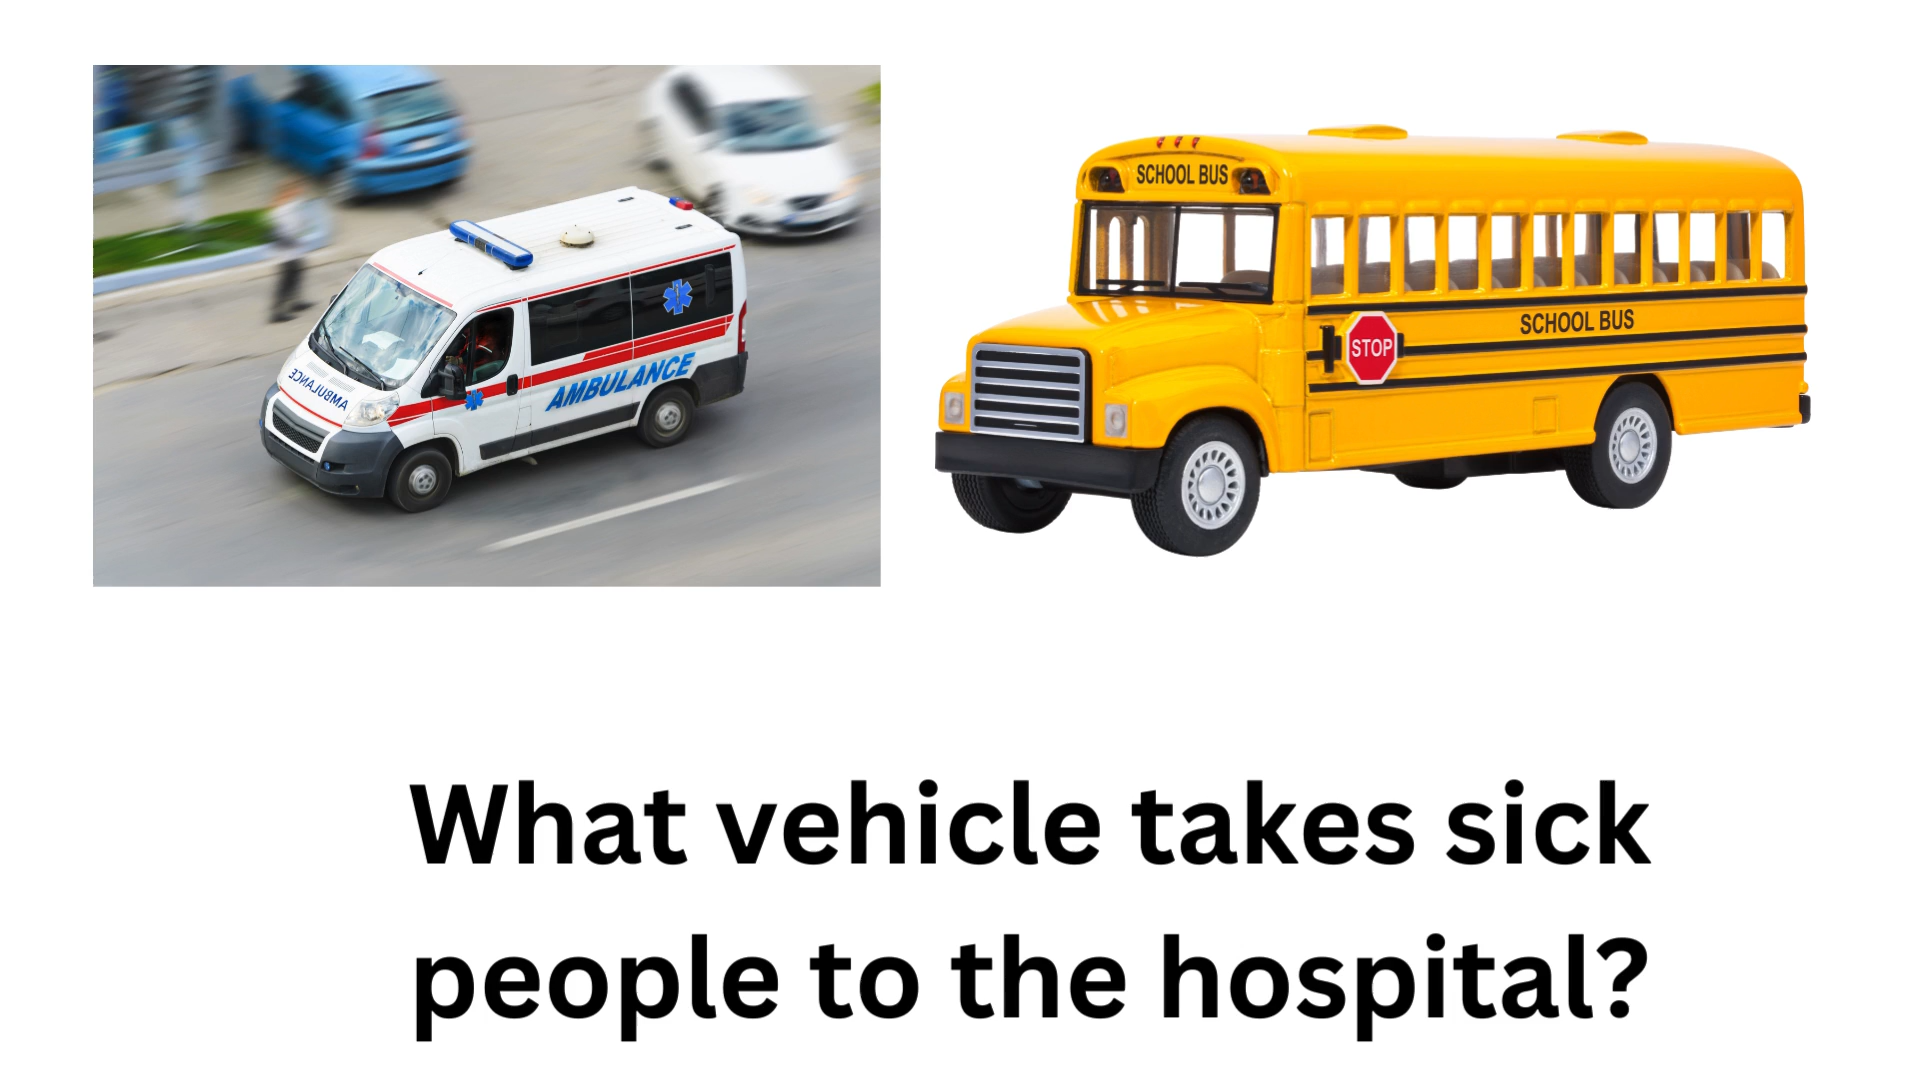 AMBULANCE
AMBULANCE
SCHOOL BUS
SCHOOL BUS
STOP
What vehicle takes sick
people to the hospital?